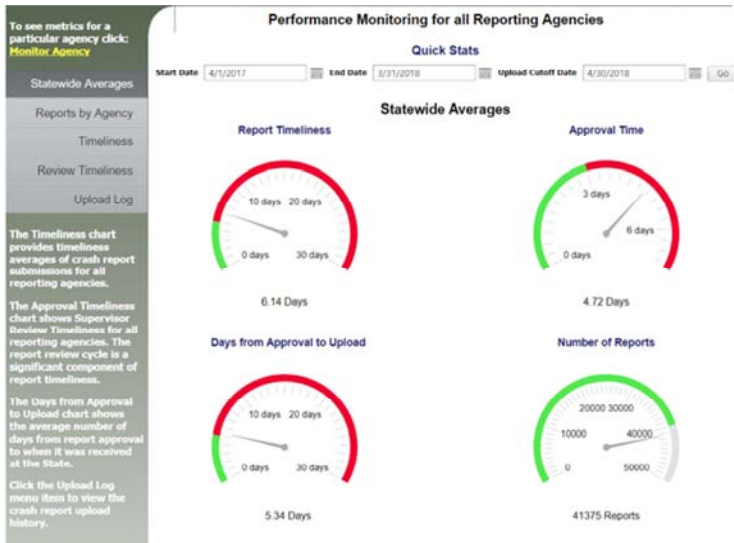 To see metrics for a
particular agency click:
Monitor Agency
Statewide Averages
Reports by Agency
Timeliness
Review Timeliness
Upload Log
The Timeliness chart
provides timeliness
averages of crash report
submissions for all
reporting agencies.
The Approval Timeliness
chart shows Supervisor
Review Timeliness for all
reporting agencies. The
report review cycle is a
significant component of
report timeliness.
The Days from Approval
to Upload chart shows
the average number of
days from report approval
to when it was received
at the State.
Click the Upload Log
menu item to view the
crash report upload
history.
Performance Monitoring for all Reporting Agencies
Quick Stats
Start Date 4/1/2017 End Date 3/31/2018 Upload Cutoff Date 4/30/2018 Go
Statewide Averages
Report Timeliness
10 days 20 days
0 days 30 days
6.14 Days
Approval Time
3 days
6 days
0 days
4.72 Days
Days from Approval to Upload
10 days 20 days
0 days 30 days
5.34 Days
Number of Reports
20000 30000
10000 40000
0 50000
41375 Reports